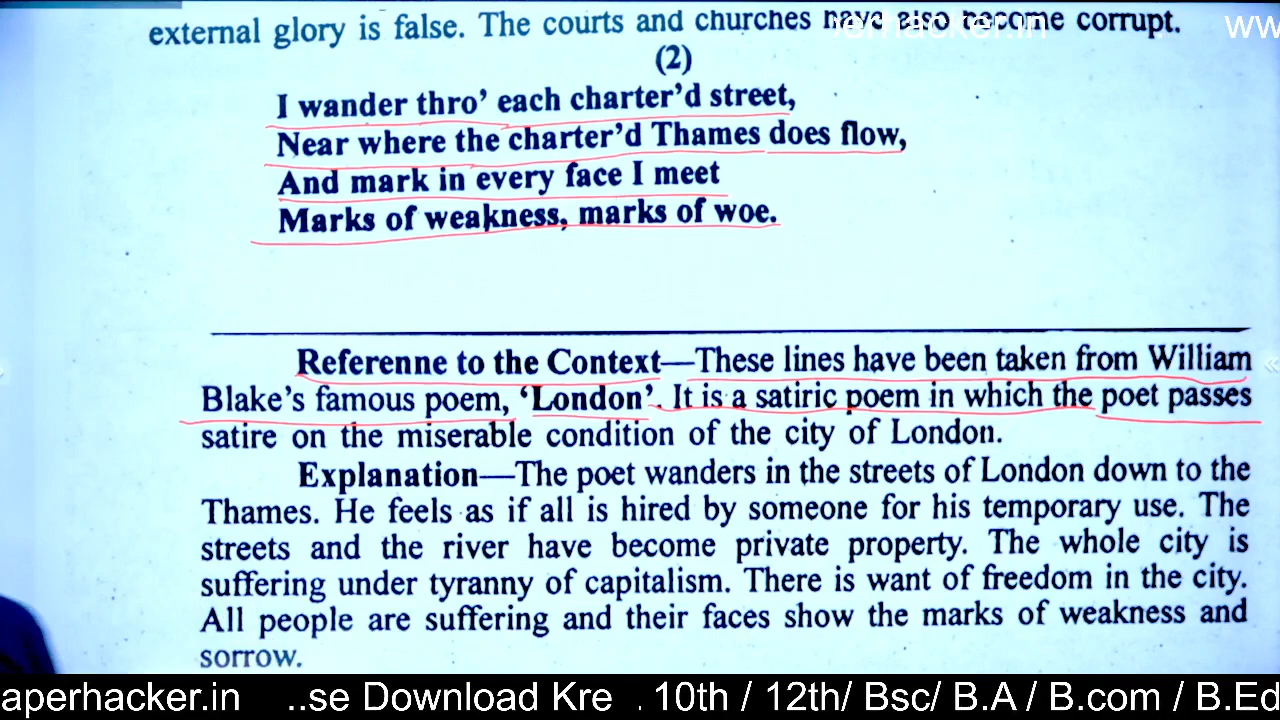 external glory is false. The courts and churches have also become corrupt.
erhacker.in
ww
(2)
I wander thro’ each charter’d street,
Near where the charter’d Thames does flow,
And mark in every face I meet
Marks of weakness, marks of woe.
Referenne to the Context—These lines have been taken from William
Blake’s famous poem, ‘London’. It is a satiric poem in which the poet passes
satire on the miserable condition of the city of London.
Explanation—The poet wanders in the streets of London down to the
Thames. He feels as if all is hired by someone for his temporary use. The
streets and the river have become private property. The whole city is
suffering under tyranny of capitalism. There is want of freedom in the city.
All people are suffering and their faces show the marks of weakness and
sorrow.
aperhacker.in ..se Download Kre . 10th / 12th/ Bsc/ B.A / B.com / B.Ed